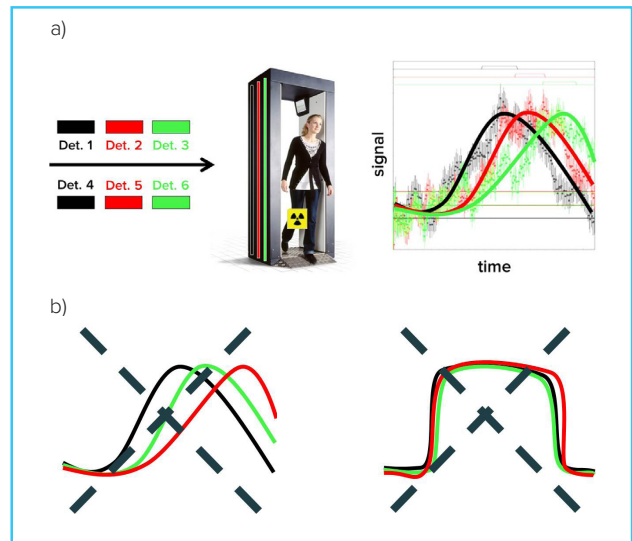 a)
Det. 1 Det. 2 Det. 3
Det. 4 Det. 5 Det. 6
signal
time
b)